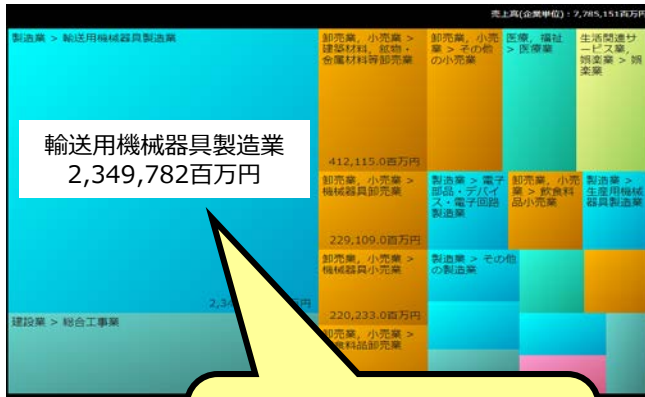 売上高(企業単位)：7,785,151百万円
製造業 > 輸送用機械器具製造業
輸送用機械器具製造業
2,349,782百万円
建設業 > 総合工事業
卸売業，小売業 >
建築材料，鉱物・
金属材料等卸売業
412,115.0百万円
卸売業，小売
業 > その他
の小売業
医療，福祉
> 医療業
生活関連サ
ービス業，
娯楽業 > 娯
楽業
卸売業，小売業 >
機械器具卸売業
229,109.0百万円
製造業 > 電子
部品・デバイ
ス・電子回路
製造業
卸売業，小売
業 > 飲食料
品小売業
製造業 >
生産用機械
器具製造業
卸売業，小売業 >
機械器具小売業
220,233.0百万円
製造業 > その他
の製造業
卸売業，小売業 >
食料品卸売業